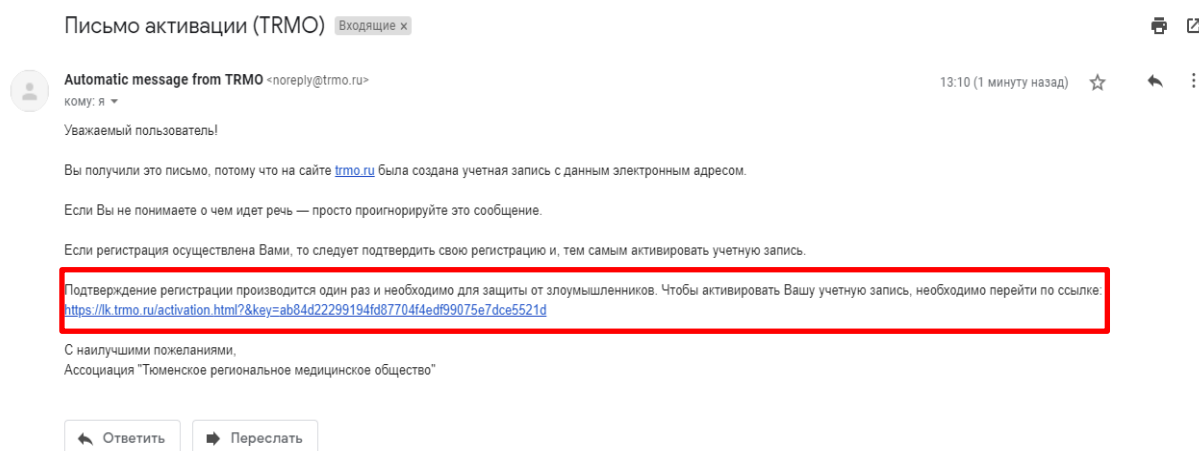 Письмо активации (TRMO) Входящие ×
Automatic message from TRMO <noreply@trmo.ru>
13:10 (1 минуту назад)
кому: я
Уважаемый пользователь!
Вы получили это письмо, потому что на сайте trmo.ru была создана учетная запись с данным электронным адресом.
Если Вы не понимаете о чем идет речь — просто проигнорируйте это сообщение.
Если регистрация осуществлена Вами, то следует подтвердить свою регистрацию и, тем самым активировать учетную запись.
Подтверждение регистрации производится один раз и необходимо для защиты от злоумышленников. Чтобы активировать Вашу учетную запись, необходимо перейти по ссылке:
https://lk.trmo.ru/activation.html?&key=ab84d22299194fd87704f4edf99075e7dce5521d
С наилучшими пожеланиями,
Ассоциация "Тюменское региональное медицинское общество"
Ответить
Переслать